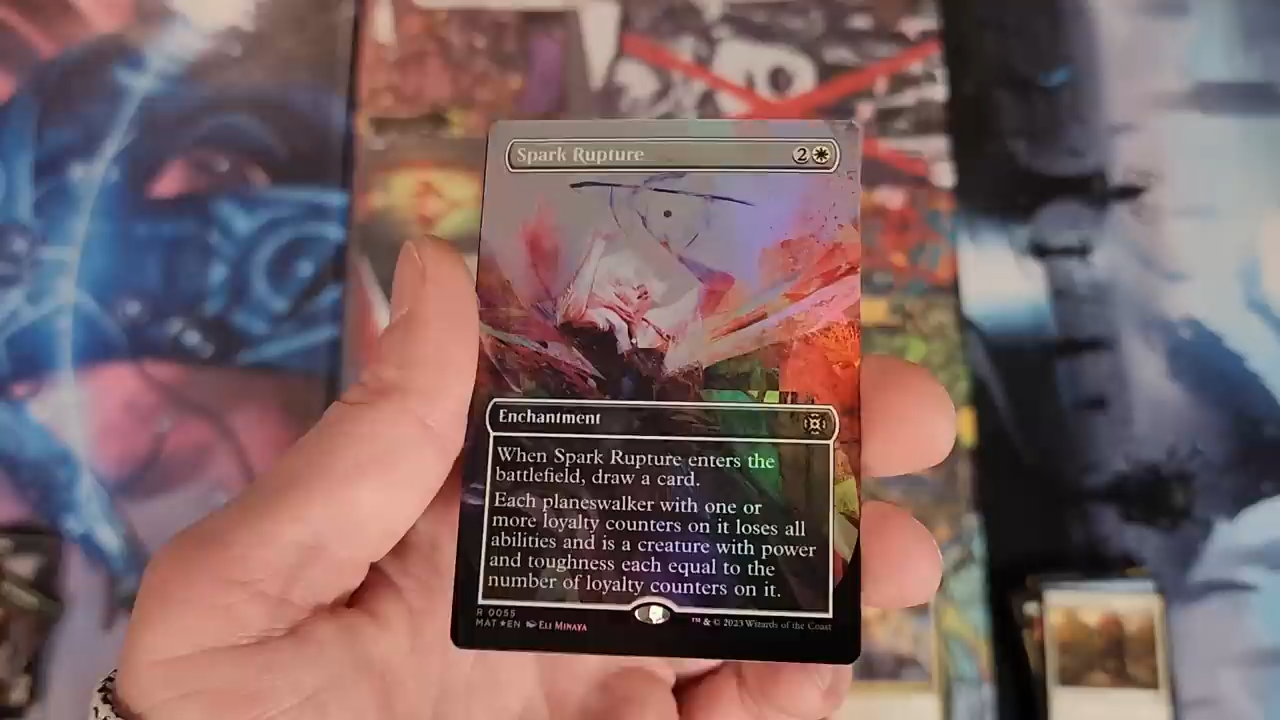 Spark Rupture 2
Enchantment
When Spark Rupture enters the
battlefield, draw a card.
Each planeswalker with one or
more loyalty counters on it loses all
abilities and is a creature with power
and toughness each equal to the
number of loyalty counters on it.
R 0055
MAT ★ EN Eli Minaya ™ & © 2023 Wizards of the Coast